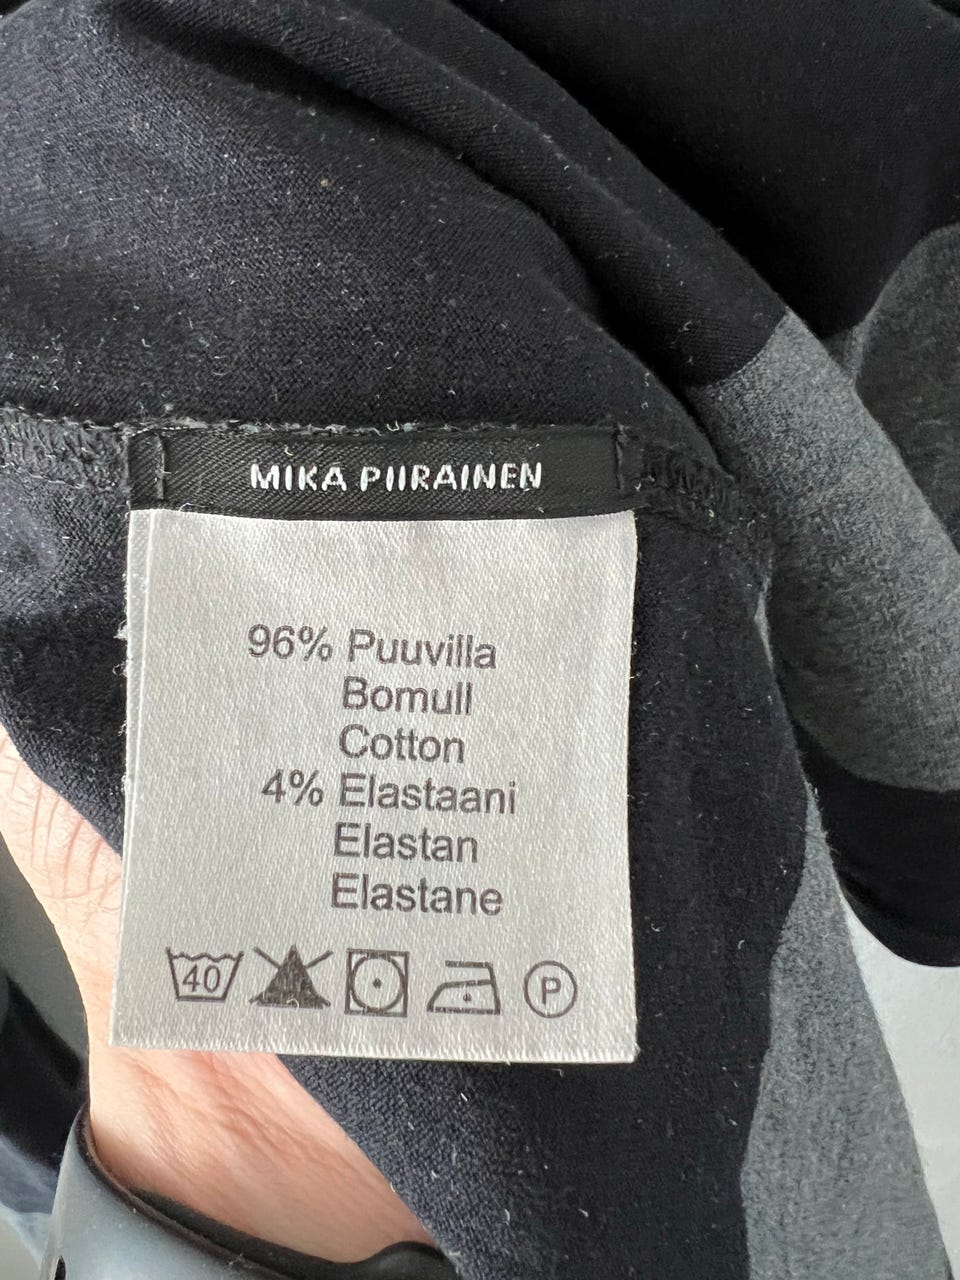 MIKA PIIRAINEN
96% Puuvilla
Bomull
Cotton
4% Elastaani
Elastan
Elastane
40 P